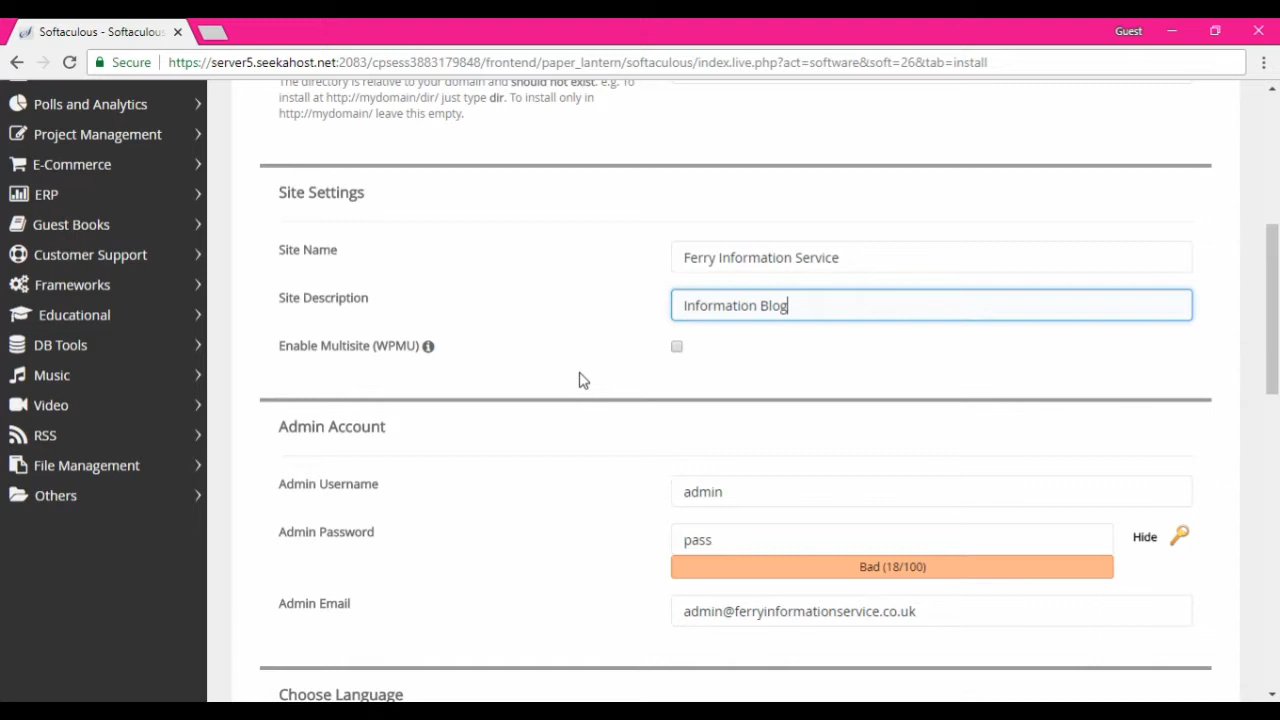 Softaculous - Softaculous
Guest
Secure
https://server5.seekahost.net:2083/cpsess3883179848/frontend/paper_lantern/softaculous/index.live.php?act=software&soft=26&tab=install
Polls and Analytics
Project Management
E-Commerce
ERP
Guest Books
Customer Support
Frameworks
Educational
DB Tools
Music
Video
RSS
File Management
Others
The directory is relative to your domain and should not exist. e.g. To
install at http://mydomain/dir/ just type dir. To install only in
http://mydomain/ leave this empty.
Site Settings
Site Name
Ferry Information Service
Site Description
Information Blog
Enable Multisite (WPMU)
Admin Account
Admin Username
admin
Admin Password
pass
Hide
Bad (18/100)
Admin Email
admin@ferryinformationservice.co.uk
Choose Language